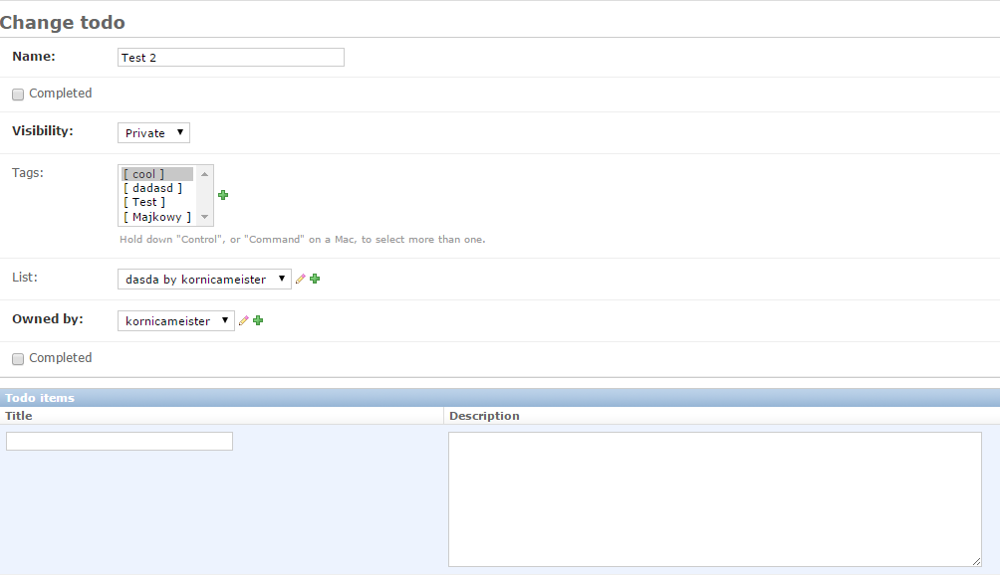 Change todo
Name: Test 2
Completed
Visibility: Private
Tags: [ cool ]
[ dadasd ]
[ Test ]
[ Majkowy ]
Hold down "Control", or "Command" on a Mac, to select more than one.
List: dasda by kornicameister
Owned by: kornicameister
Completed
Todo items
Title Description